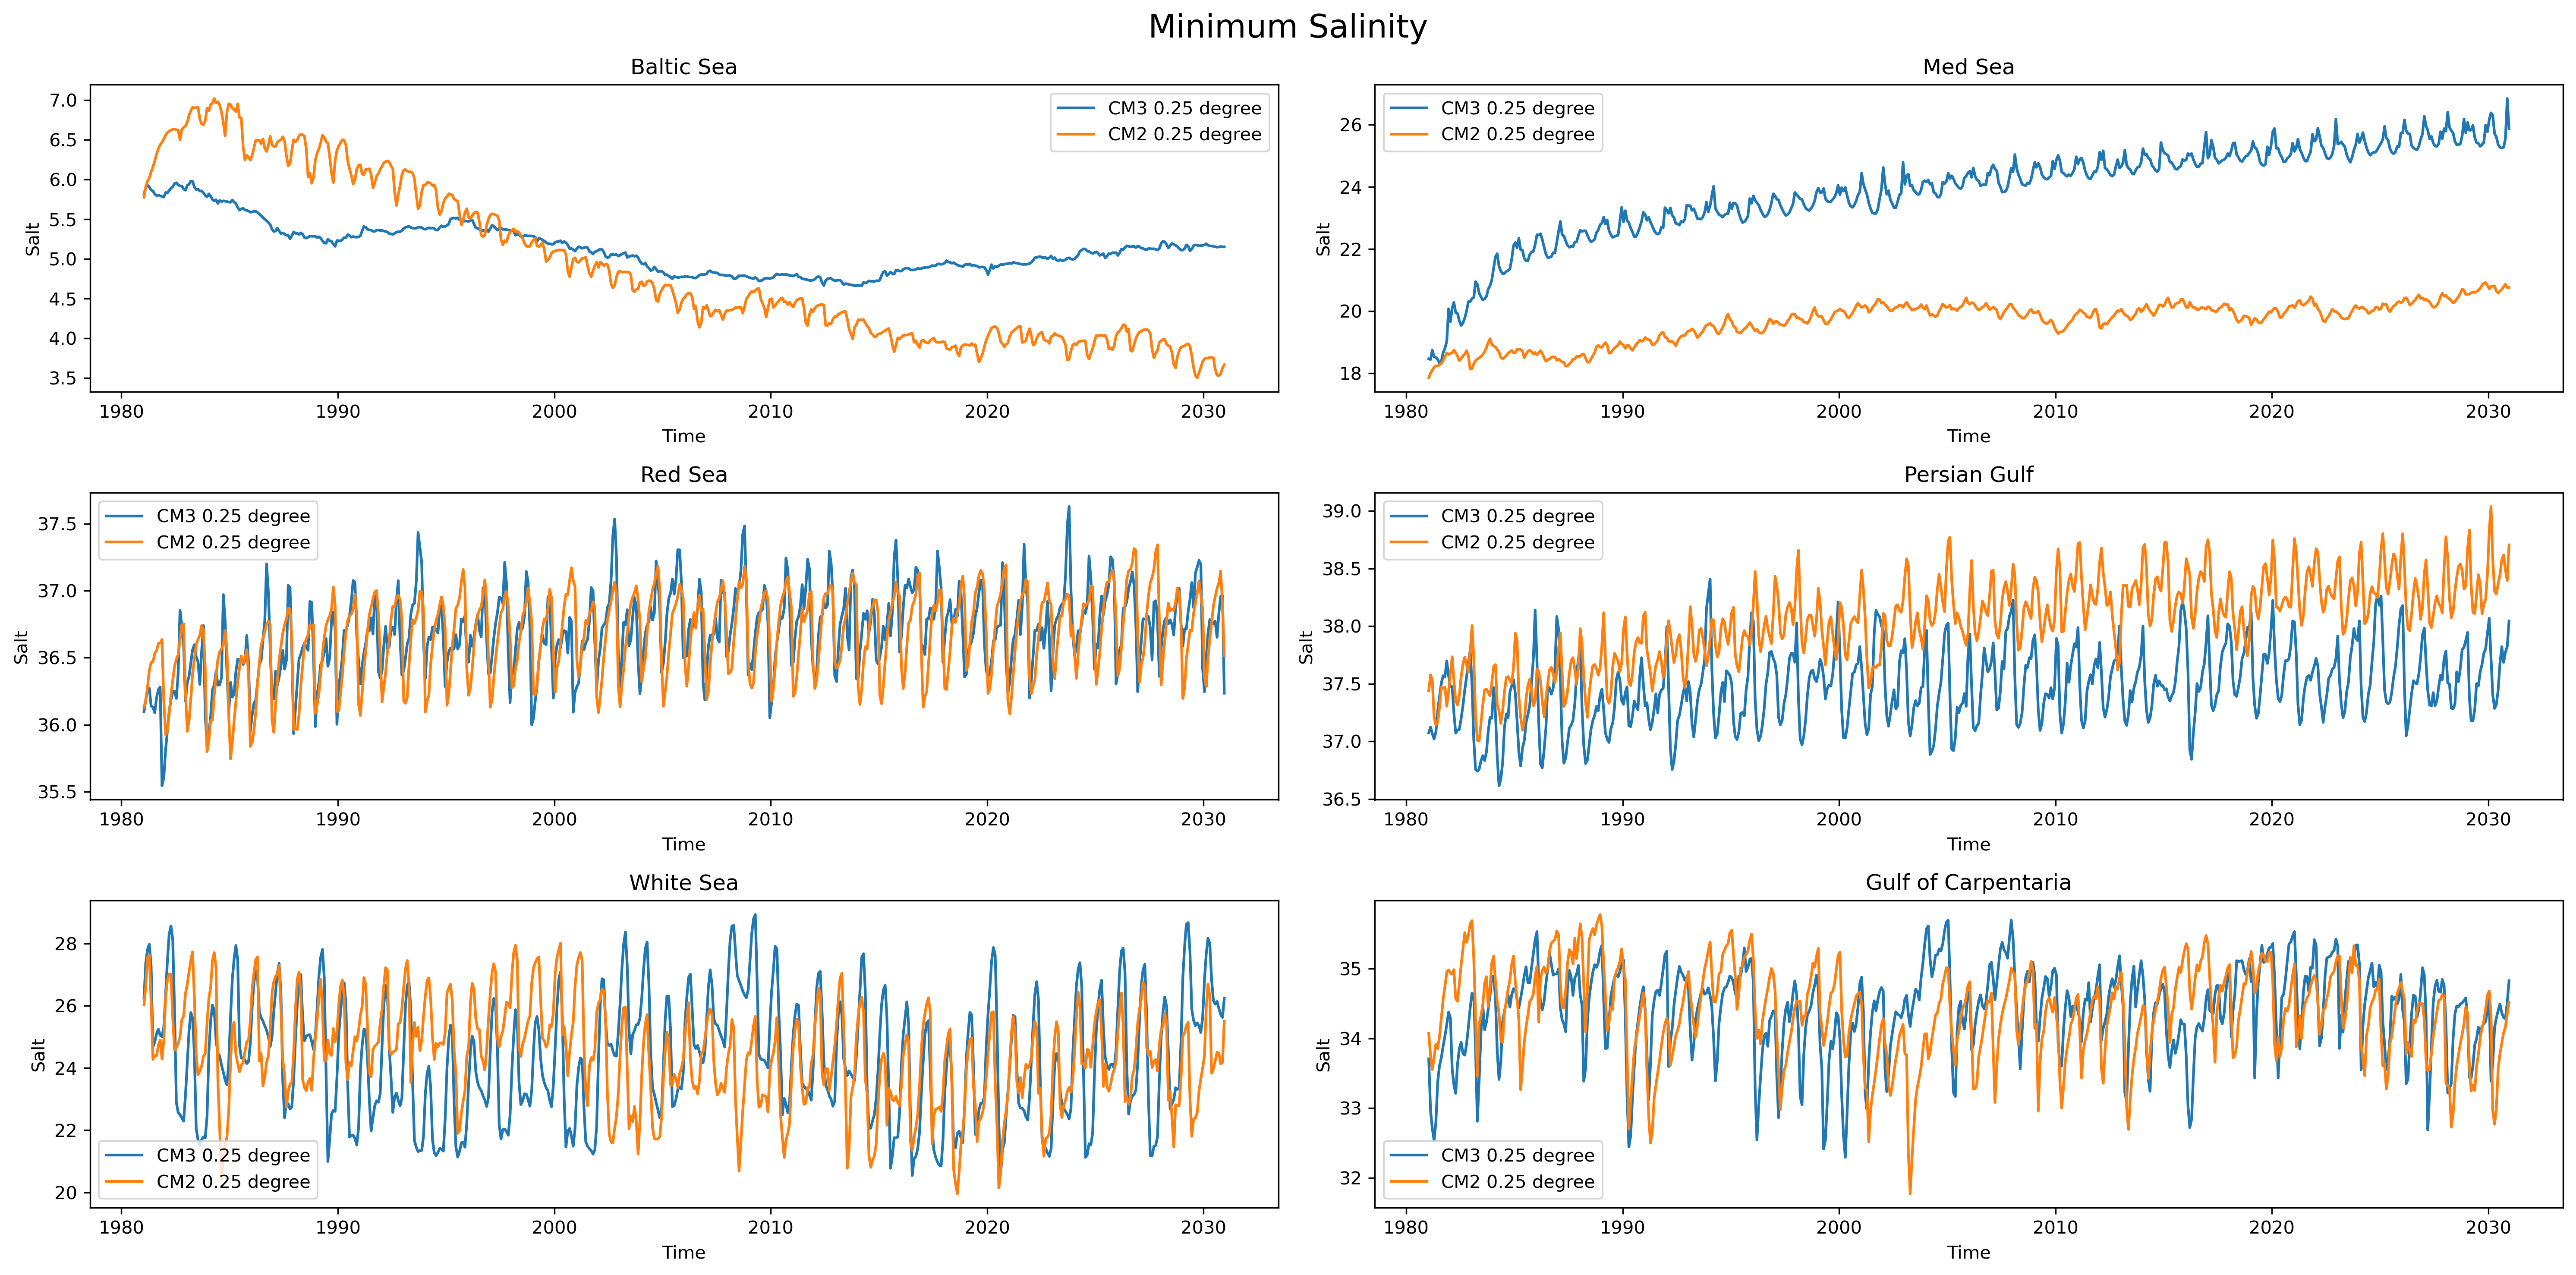 Minimum Salinity
Baltic Sea
7.0
6.5
6.0
5.5
5.0
4.5
4.0
3.5
Salt
CM3 0.25 degree
CM2 0.25 degree
1980 1990 2000 2010 2020 2030
Time
Med Sea
26
24
22
20
18
Salt
CM3 0.25 degree
CM2 0.25 degree
1980 1990 2000 2010 2020 2030
Time
Red Sea
37.5
37.0
36.5
36.0
35.5
Salt
CM3 0.25 degree
CM2 0.25 degree
1980 1990 2000 2010 2020 2030
Time
Persian Gulf
39.0
38.5
38.0
37.5
37.0
36.5
Salt
CM3 0.25 degree
CM2 0.25 degree
1980 1990 2000 2010 2020 2030
Time
White Sea
28
26
24
22
20
Salt
CM3 0.25 degree
CM2 0.25 degree
1980 1990 2000 2010 2020 2030
Time
Gulf of Carpentaria
35
34
33
32
Salt
CM3 0.25 degree
CM2 0.25 degree
1980 1990 2000 2010 2020 2030
Time